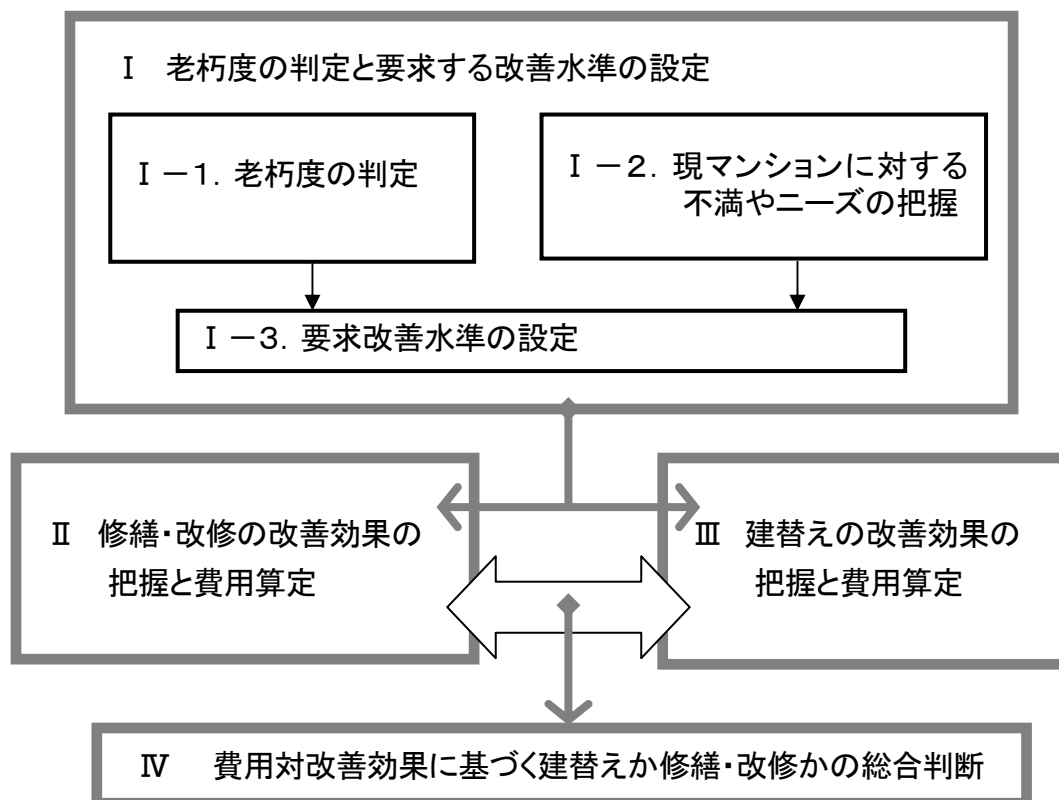 Ⅰ 老朽度の判定と要求する改善水準の設定
Ⅰ－１．老朽度の判定
Ⅰ－２．現マンションに対する
不満やニーズの把握
Ⅰ－３．要求改善水準の設定
Ⅱ 修繕・改修の改善効果の
把握と費用算定
Ⅲ 建替えの改善効果の
把握と費用算定
Ⅳ 費用対改善効果に基づく建替えか修繕・改修かの総合判断